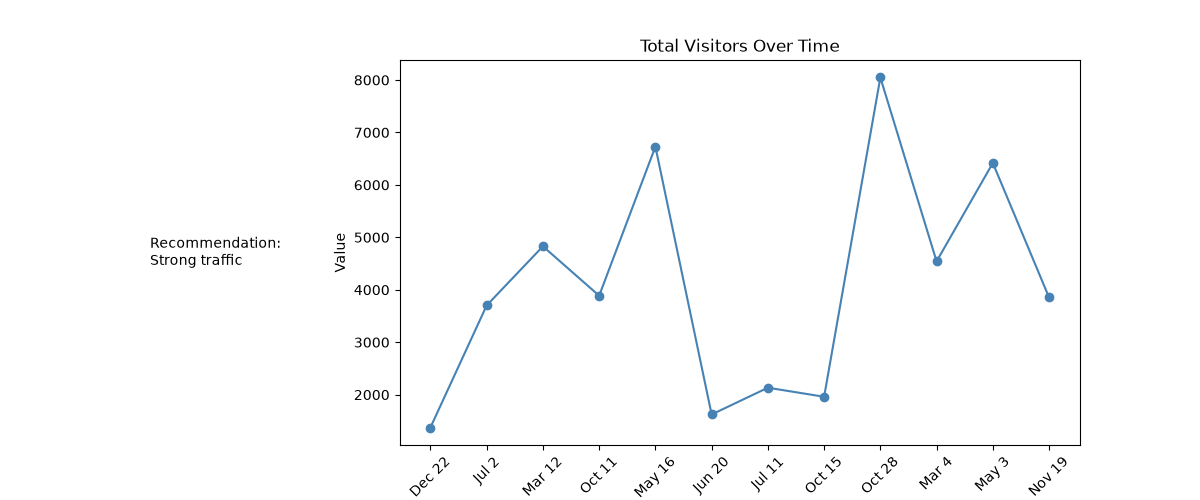 Total Visitors Over Time
8000
7000
6000
5000
4000
3000
2000
Value
Recommendation:
Strong traffic
Dec 22
Jul 2
Mar 12
Oct 11
May 16
Jun 20
Jul 11
Oct 15
Oct 28
Mar 4
May 3
Nov 19